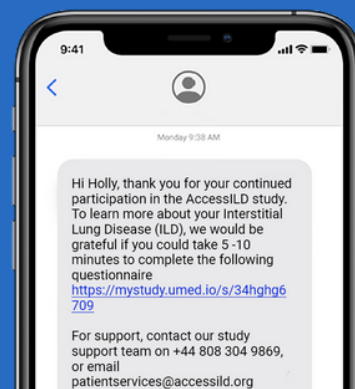 9:41
Monday 9:38 AM
Hi Holly, thank you for your continued
participation in the AccessILD study.
To learn more about your Interstitial
Lung Disease (ILD), we would be
grateful if you could take 5 -10
minutes to complete the following
questionnaire
https://mystudy.umed.io/s/34hghg6
709
For support, contact our study
support team on +44 808 304 9869,
or email
patientservices@accessild.org